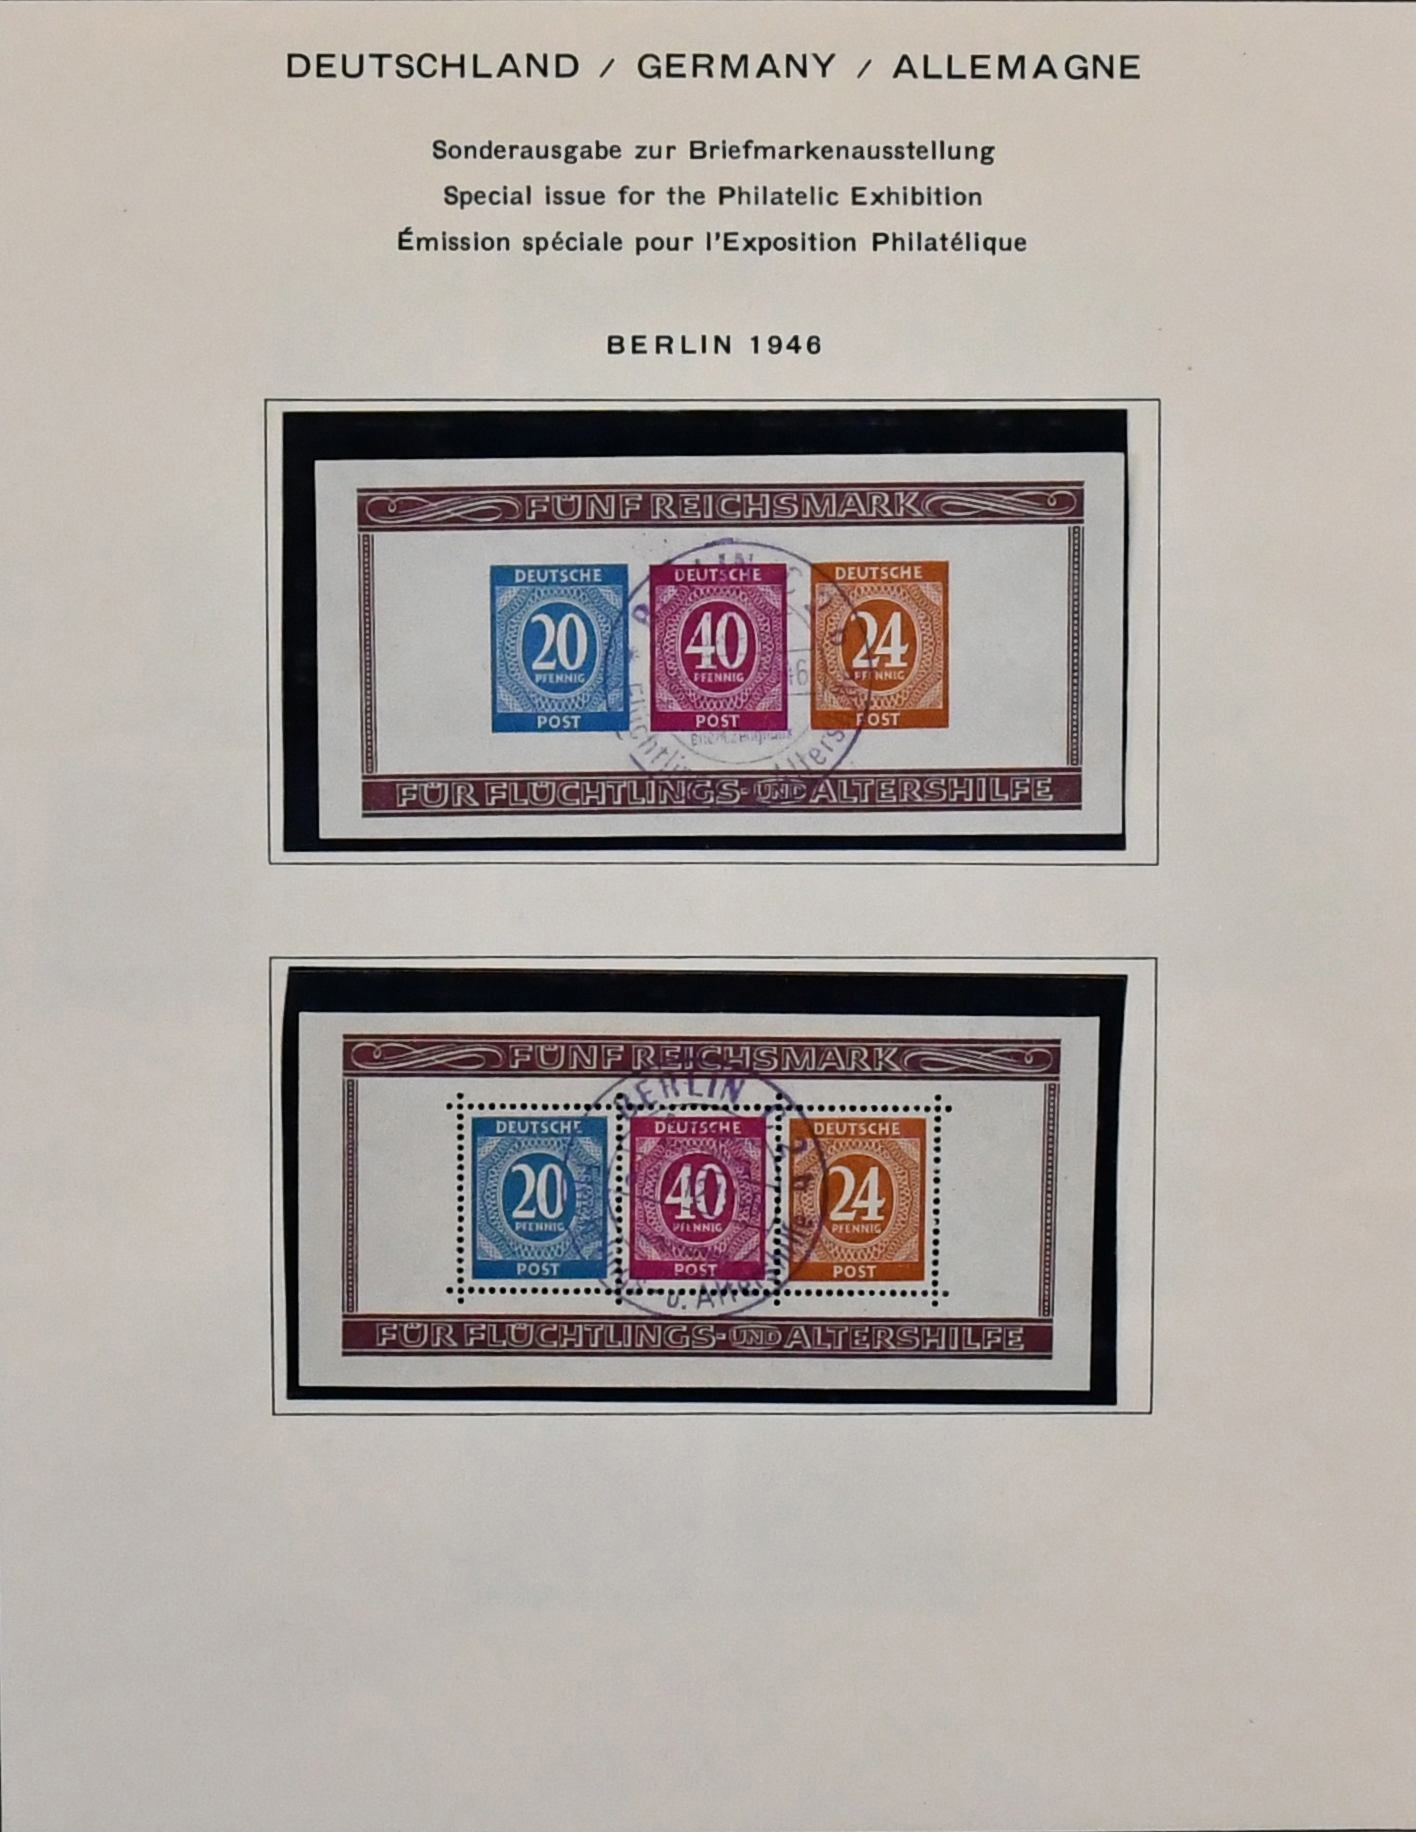 DEUTSCHLAND / GERMANY / ALLEMAGNE
Sonderausgabe zur Briefmarkenausstellung
Special issue for the Philatelic Exhibition
Émission spéciale pour l'Exposition Philatélique
BERLIN 1946
FÜNF REICHSMARK
DEUTSCHE DEUTSCHE DEUTSCHE
20 40 24
PFENNIG PFENNIG PFENNIG
POST POST POST
FÜR FLÜCHTLINGS- UND ALTERSHILFE
FÜNF REICHSMARK
BERLIN C 2
DEUTSCHE DEUTSCHE DEUTSCHE
20 40 24
PFENNIG PFENNIG PFENNIG
POST POST POST
u. Altershilfe
FÜR FLÜCHTLINGS- UND ALTERSHILFE